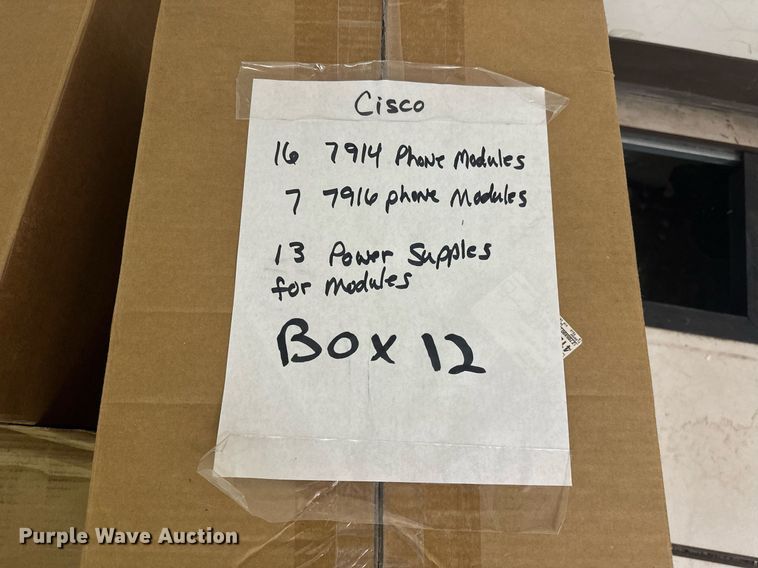 Cisco
16 7914 Phone Modules
7 7916 phone Modules
13 Power Supples
for Modules
Box 12
Purple Wave Auction